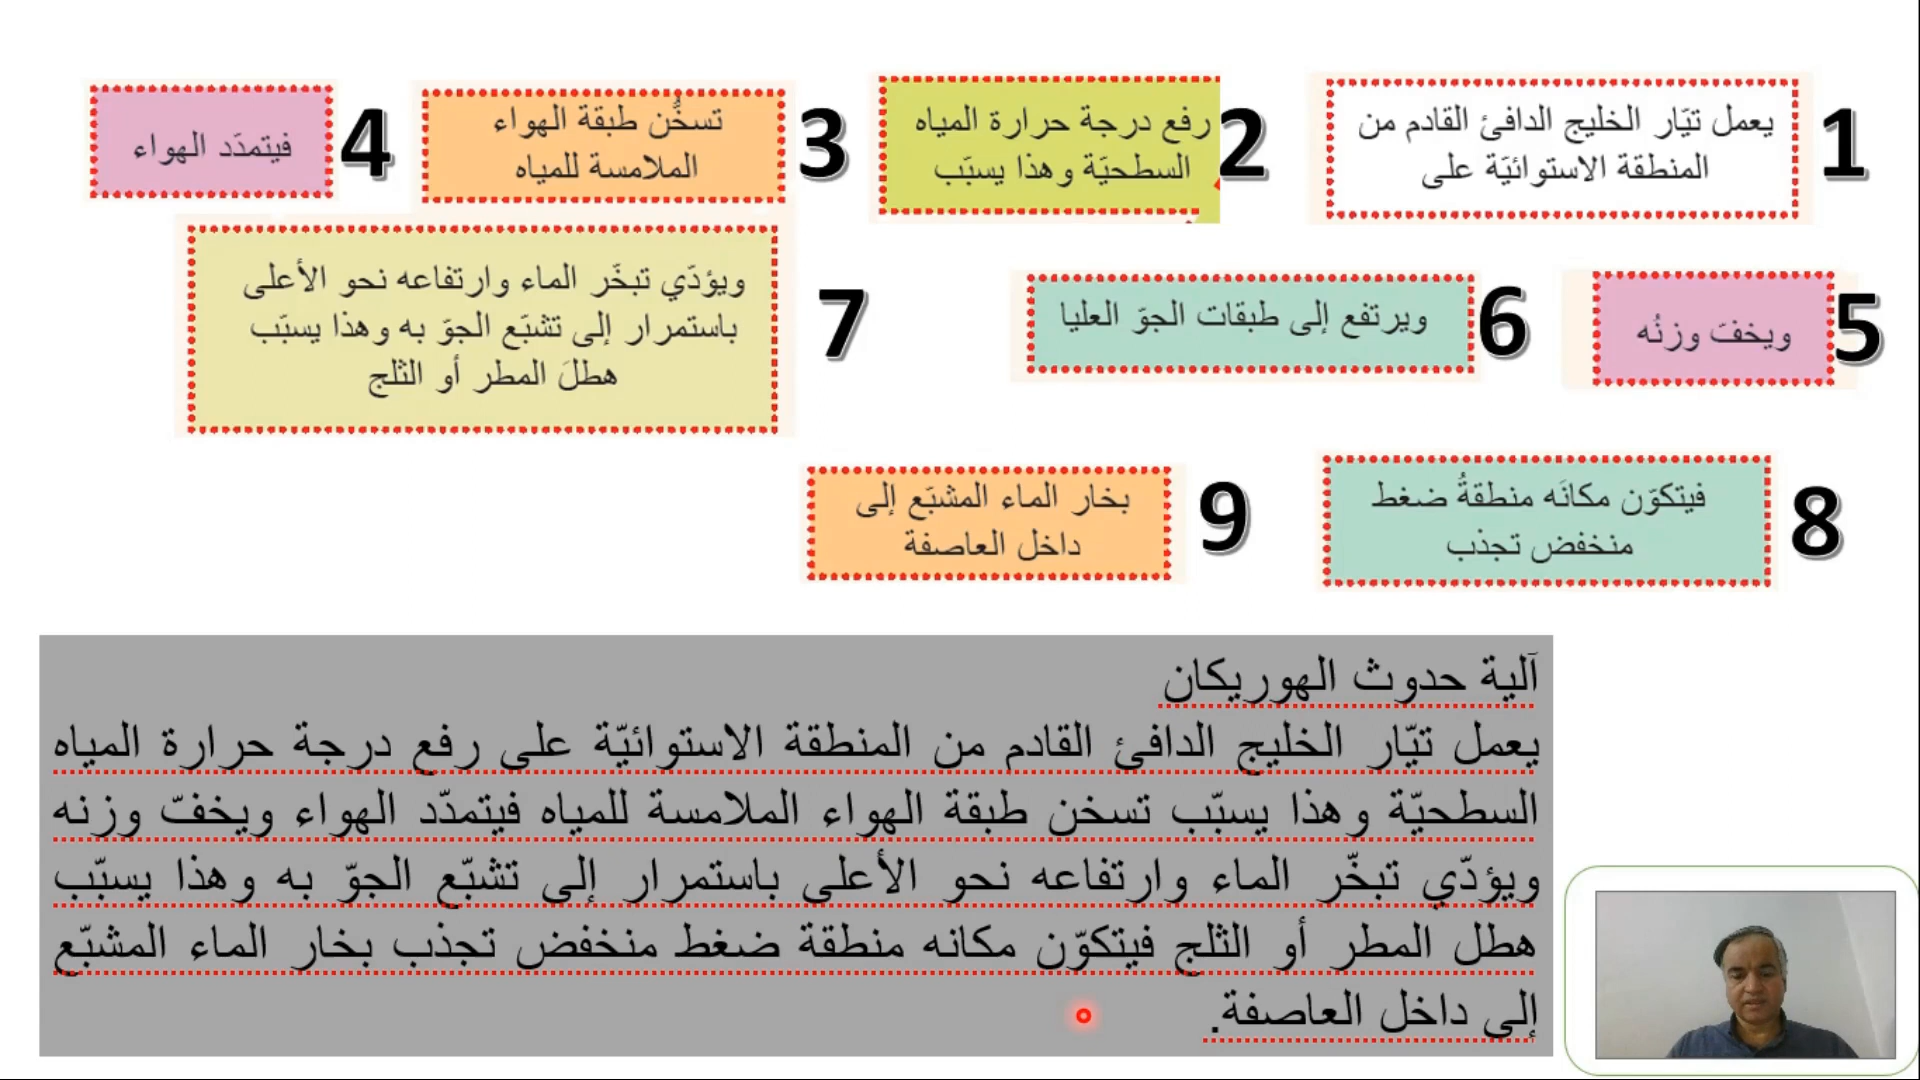 1
يعمل تيّار الخليج الدافئ القادم من
المنطقة الاستوائيّة على
2
رفع درجة حرارة المياه
السطحيّة وهذا يسبّب
3
تسخُّن طبقة الهواء
الملامسة للمياه
4
فيتمدّد الهواء
5
ويخفّ وزنُه
6
ويرتفع إلى طبقات الجوّ العليا
7
ويؤدّي تبخّر الماء وارتفاعه نحو الأعلى
باستمرار إلى تشبّع الجوّ به وهذا يسبّب
هطلَ المطر أو الثلج
8
فيتكوّن مكانَه منطقةُ ضغط
منخفض تجذب
9
بخار الماء المشبّع إلى
داخل العاصفة
آلية حدوث الهوريكان
يعمل تيّار الخليج الدافئ القادم من المنطقة الاستوائيّة على رفع درجة حرارة المياه
السطحيّة وهذا يسبّب تسخن طبقة الهواء الملامسة للمياه فيتمدّد الهواء ويخفّ وزنه
ويؤدّي تبخّر الماء وارتفاعه نحو الأعلى باستمرار إلى تشبّع الجوّ به وهذا يسبّب
هطل المطر أو الثلج فيتكوّن مكانه منطقة ضغط منخفض تجذب بخار الماء المشبّع
إلى داخل العاصفة.